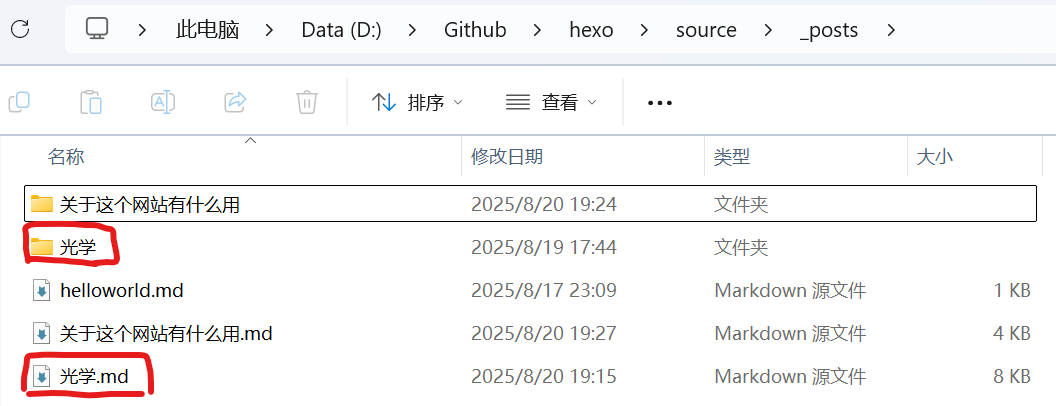 此电脑 > Data (D:) > Github > hexo > source > _posts >
排序 查看
名称 修改日期 类型 大小
关于这个网站有什么用 2025/8/20 19:24 文件夹
光学 2025/8/19 17:44 文件夹
helloworld.md 2025/8/17 23:09 Markdown 源文件 1 KB
关于这个网站有什么用.md 2025/8/20 19:27 Markdown 源文件 4 KB
光学.md 2025/8/20 19:15 Markdown 源文件 8 KB